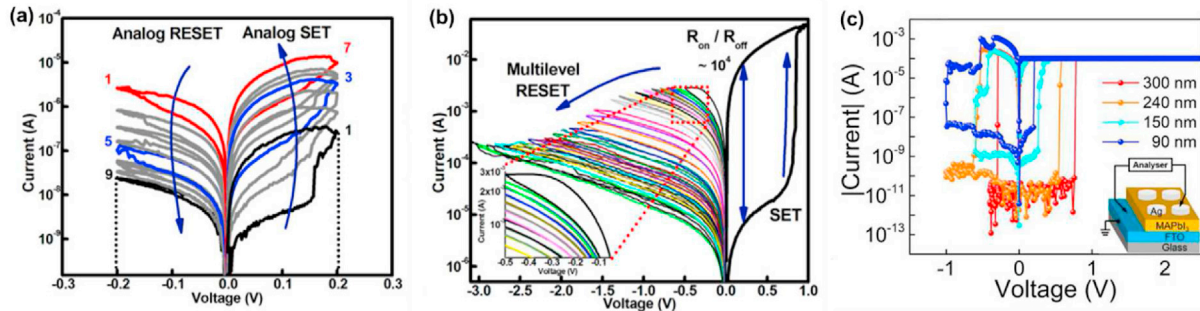 (a)
Analog RESET
Analog SET
7
3
1
1
5
9
10⁻⁴
10⁻⁵
10⁻⁶
10⁻⁷
10⁻⁸
10⁻⁹
Current (A)
-0.3
-0.2
-0.1
0.0
0.1
0.2
0.3
Voltage (V)
(b)
Rₒₙ / Rₒff
~ 10⁴
Multilevel
RESET
SET
10⁻²
10⁻³
10⁻⁴
10⁻⁵
10⁻⁶
Current (A)
3x10⁻³
2x10⁻³
10⁻³
Current (A)
-0.5
-0.4
-0.3
-0.2
-0.1
Voltage (V)
-3.0
-2.5
-2.0
-1.5
-1.0
-0.5
0.0
0.5
1.0
Voltage (V)
(c)
10⁻³
10⁻⁵
10⁻⁷
10⁻⁹
10⁻¹¹
10⁻¹³
|Current| (A)
300 nm
240 nm
150 nm
90 nm
Analyser
Ag
MAPbI₃
FTO
Glass
-1
0
1
2
Voltage (V)